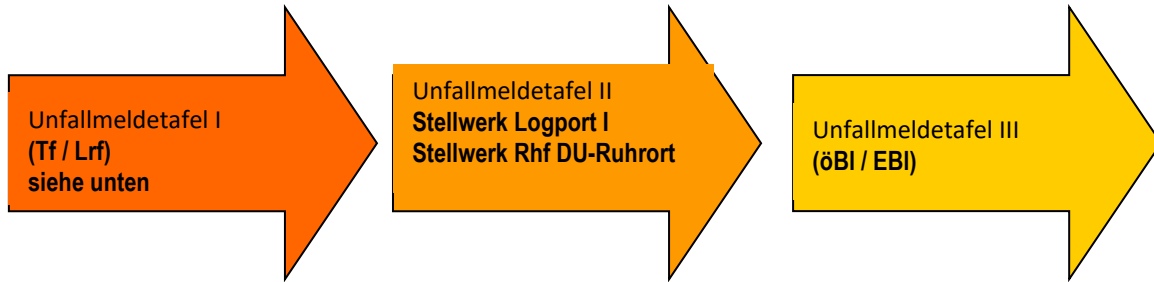 Unfallmeldetafel I
(Tf / Lrf)
siehe unten
Unfallmeldetafel II
Stellwerk Logport I
Stellwerk Rhf DU-Ruhrort
Unfallmeldetafel III
(öBl / EBl)